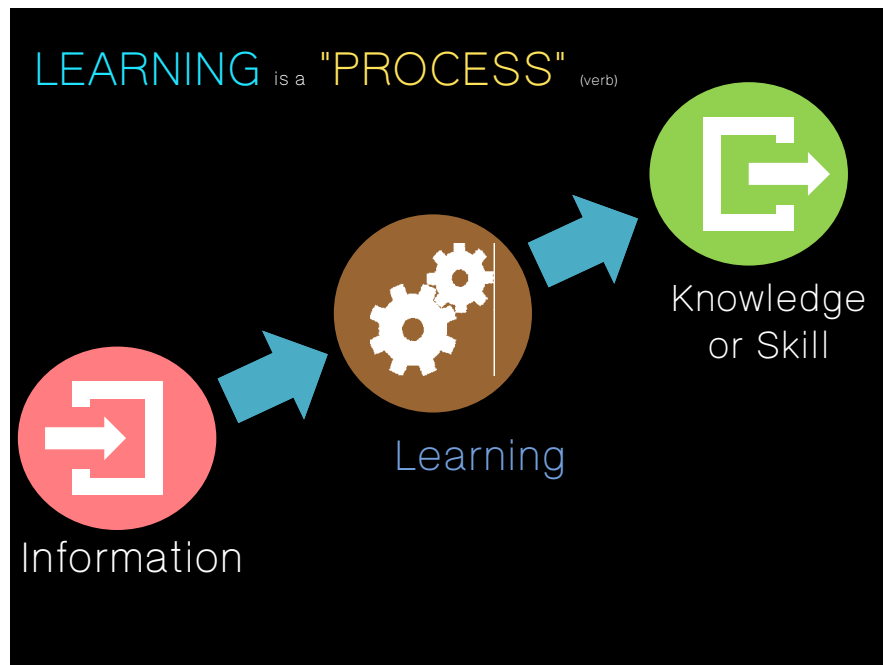 LEARNING is a "PROCESS" (verb)
Knowledge
or Skill
Learning
Information